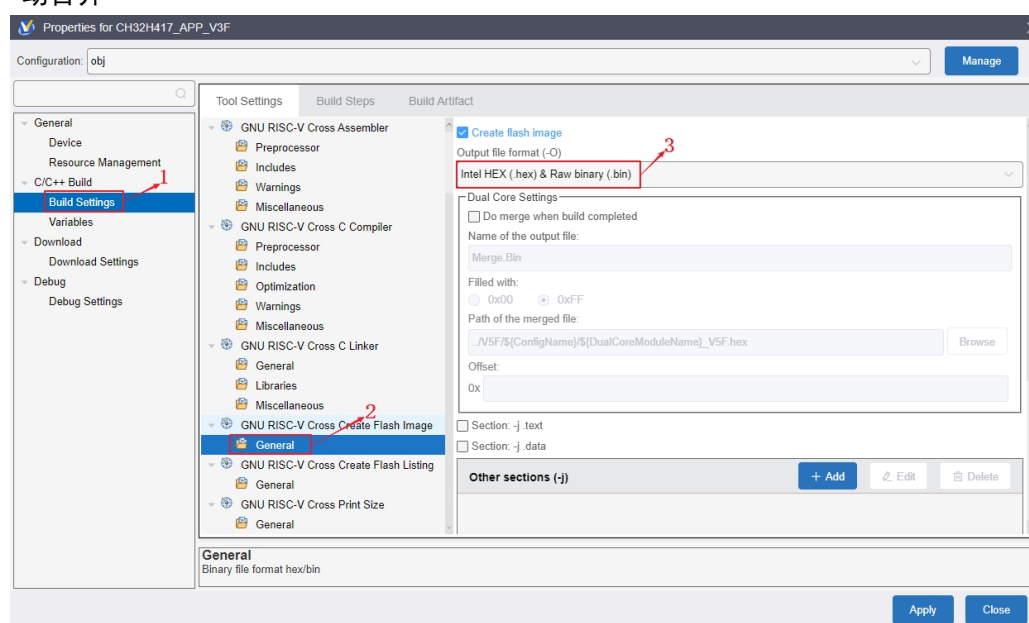 Properties for CH32H417_APP_V3F
Configuration: obj
Manage
Tool Settings Build Steps Build Artifact
General
Device
Resource Management
C/C++ Build
1
Build Settings
Variables
Download
Download Settings
Debug
Debug Settings
GNU RISC-V Cross Assembler
Preprocessor
Includes
Warnings
Miscellaneous
GNU RISC-V Cross C Compiler
Preprocessor
Includes
Optimization
Warnings
Miscellaneous
GNU RISC-V Cross C Linker
General
Libraries
Miscellaneous
2
GNU RISC-V Cross Create Flash Image
General
GNU RISC-V Cross Create Flash Listing
General
GNU RISC-V Cross Print Size
General
Create flash image
Output file format (-O)
3
Intel HEX (.hex) & Raw binary (.bin)
Dual Core Settings
Do merge when build completed
Name of the output file:
Merge.Bin
Filled with:
0x00 0xFF
Path of the merged file:
../V5F/${ConfigName}/${DualCoreModuleName}_V5F.hex Browse
Offset:
0x
Section: -j .text
Section: -j .data
Other sections (-j) + Add Edit Delete
General
Binary file format hex/bin
Apply Close